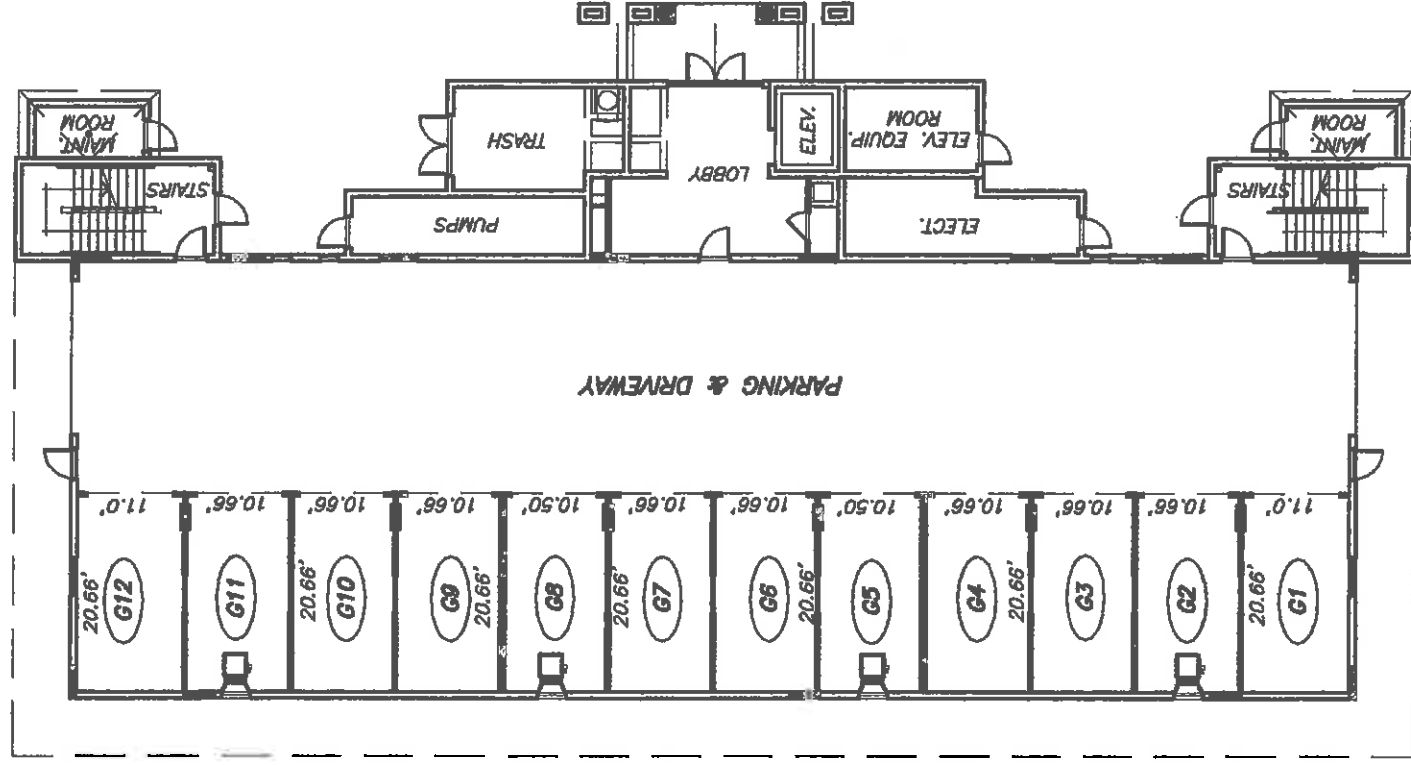 MAINT.
ROOM
STAIRS
TRASH
PUMPS
LOBBY
ELEV.
ELEV. EQUIP.
ROOM
ELECT.
MAINT.
ROOM
STAIRS
PARKING & DRIVEWAY
11.0'
10.66'
10.66'
10.66'
10.50'
10.66'
10.66'
10.50'
10.66'
10.66'
10.66'
11.0'
20.66'
G12
G11
20.66'
G10
G9
20.66'
G8
20.66'
G7
G6
20.66'
G5
G4
20.66'
G3
G2
20.66'
G1